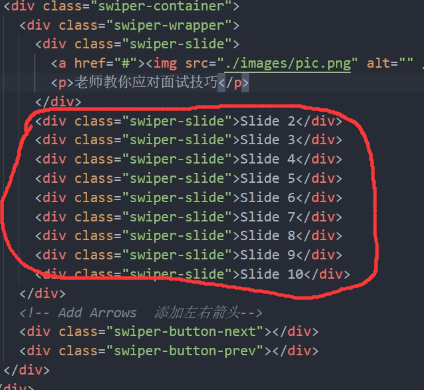 <div class="swiper-container">
<div class="swiper-wrapper">
<div class="swiper-slide">
<a href="#"><img src="./images/pic.png" alt="" /
<p>老师教你应对面试技巧</p>
</div>
<div class="swiper-slide">Slide 2</div>
<div class="swiper-slide">Slide 3</div>
<div class="swiper-slide">Slide 4</div>
<div class="swiper-slide">Slide 5</div>
<div class="swiper-slide">Slide 6</div>
<div class="swiper-slide">Slide 7</div>
<div class="swiper-slide">Slide 8</div>
<div class="swiper-slide">Slide 9</div>
<div class="swiper-slide">Slide 10</div>
</div>
<!-- Add Arrows 添加左右箭头-->
<div class="swiper-button-next"></div>
<div class="swiper-button-prev"></div>
</div>